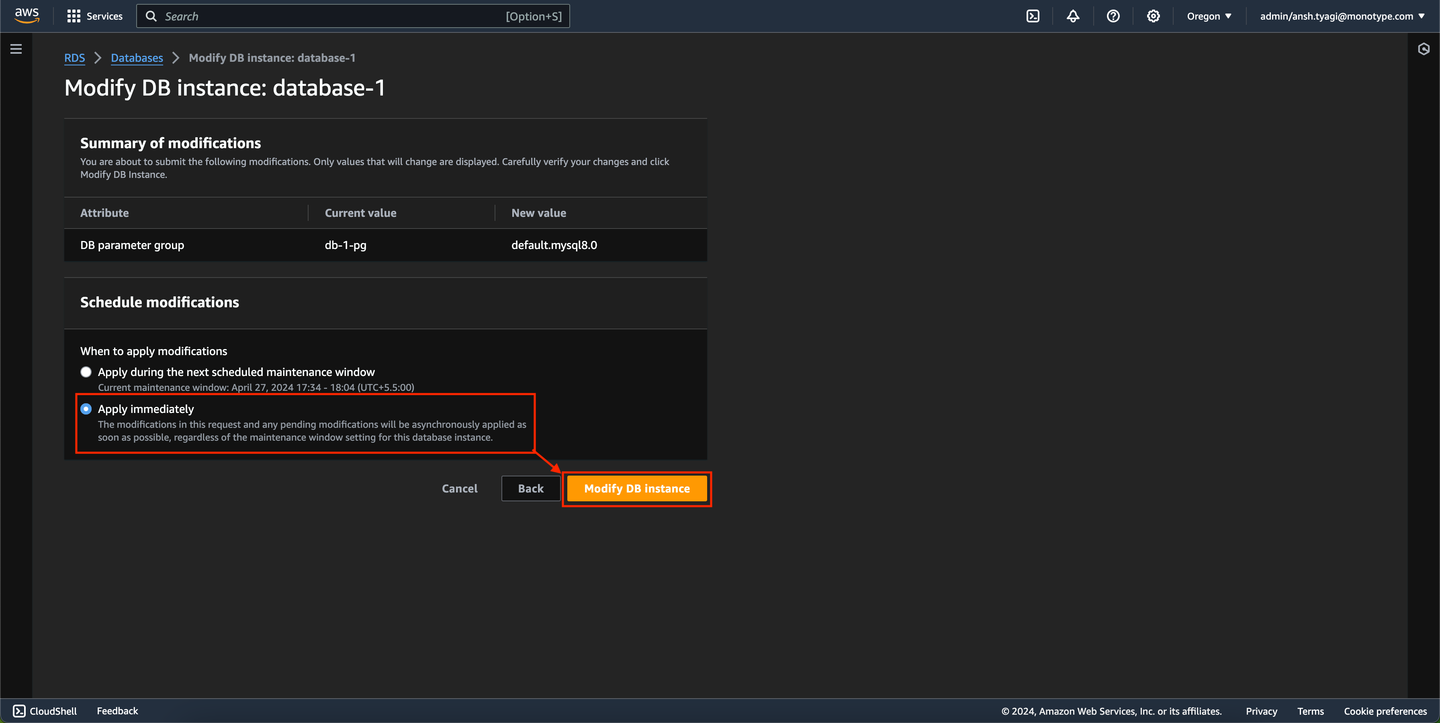 aws
Services
Search
[Option+S]
Oregon
admin/ansh.tyagi@monotype.com
RDS
Databases
Modify DB instance: database-1
Modify DB instance: database-1
Summary of modifications
You are about to submit the following modifications. Only values that will change are displayed. Carefully verify your changes and click
Modify DB Instance.
Attribute
Current value
New value
DB parameter group
db-1-pg
default.mysql8.0
Schedule modifications
When to apply modifications
Apply during the next scheduled maintenance window
Current maintenance window: April 27, 2024 17:34 - 18:04 (UTC+5.5:00)
Apply immediately
The modifications in this request and any pending modifications will be asynchronously applied as
soon as possible, regardless of the maintenance window setting for this database instance.
Cancel
Back
Modify DB instance
CloudShell
Feedback
© 2024, Amazon Web Services, Inc. or its affiliates.
Privacy
Terms
Cookie preferences